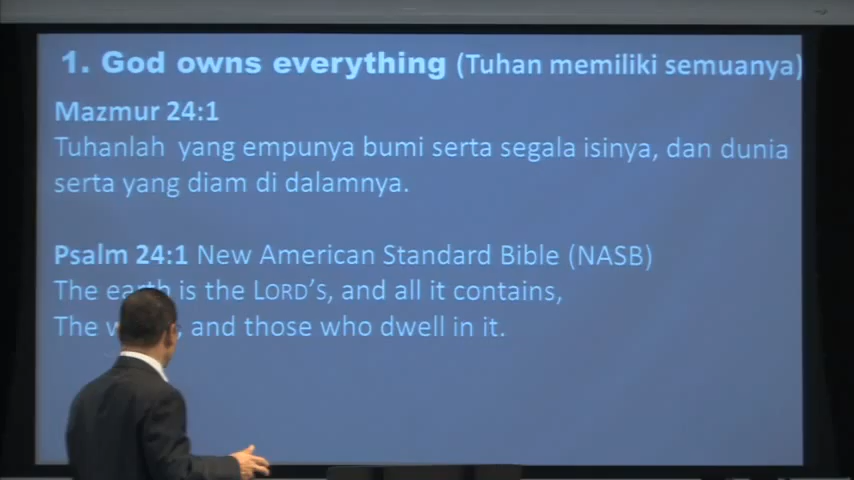 1. God owns everything (Tuhan memiliki semuanya)
Mazmur 24:1
Tuhanlah yang empunya bumi serta segala isinya, dan dunia
serta yang diam di dalamnya.
Psalm 24:1 New American Standard Bible (NASB)
The earth is the LORD'S, and all it contains,
The and those who dwell in it.